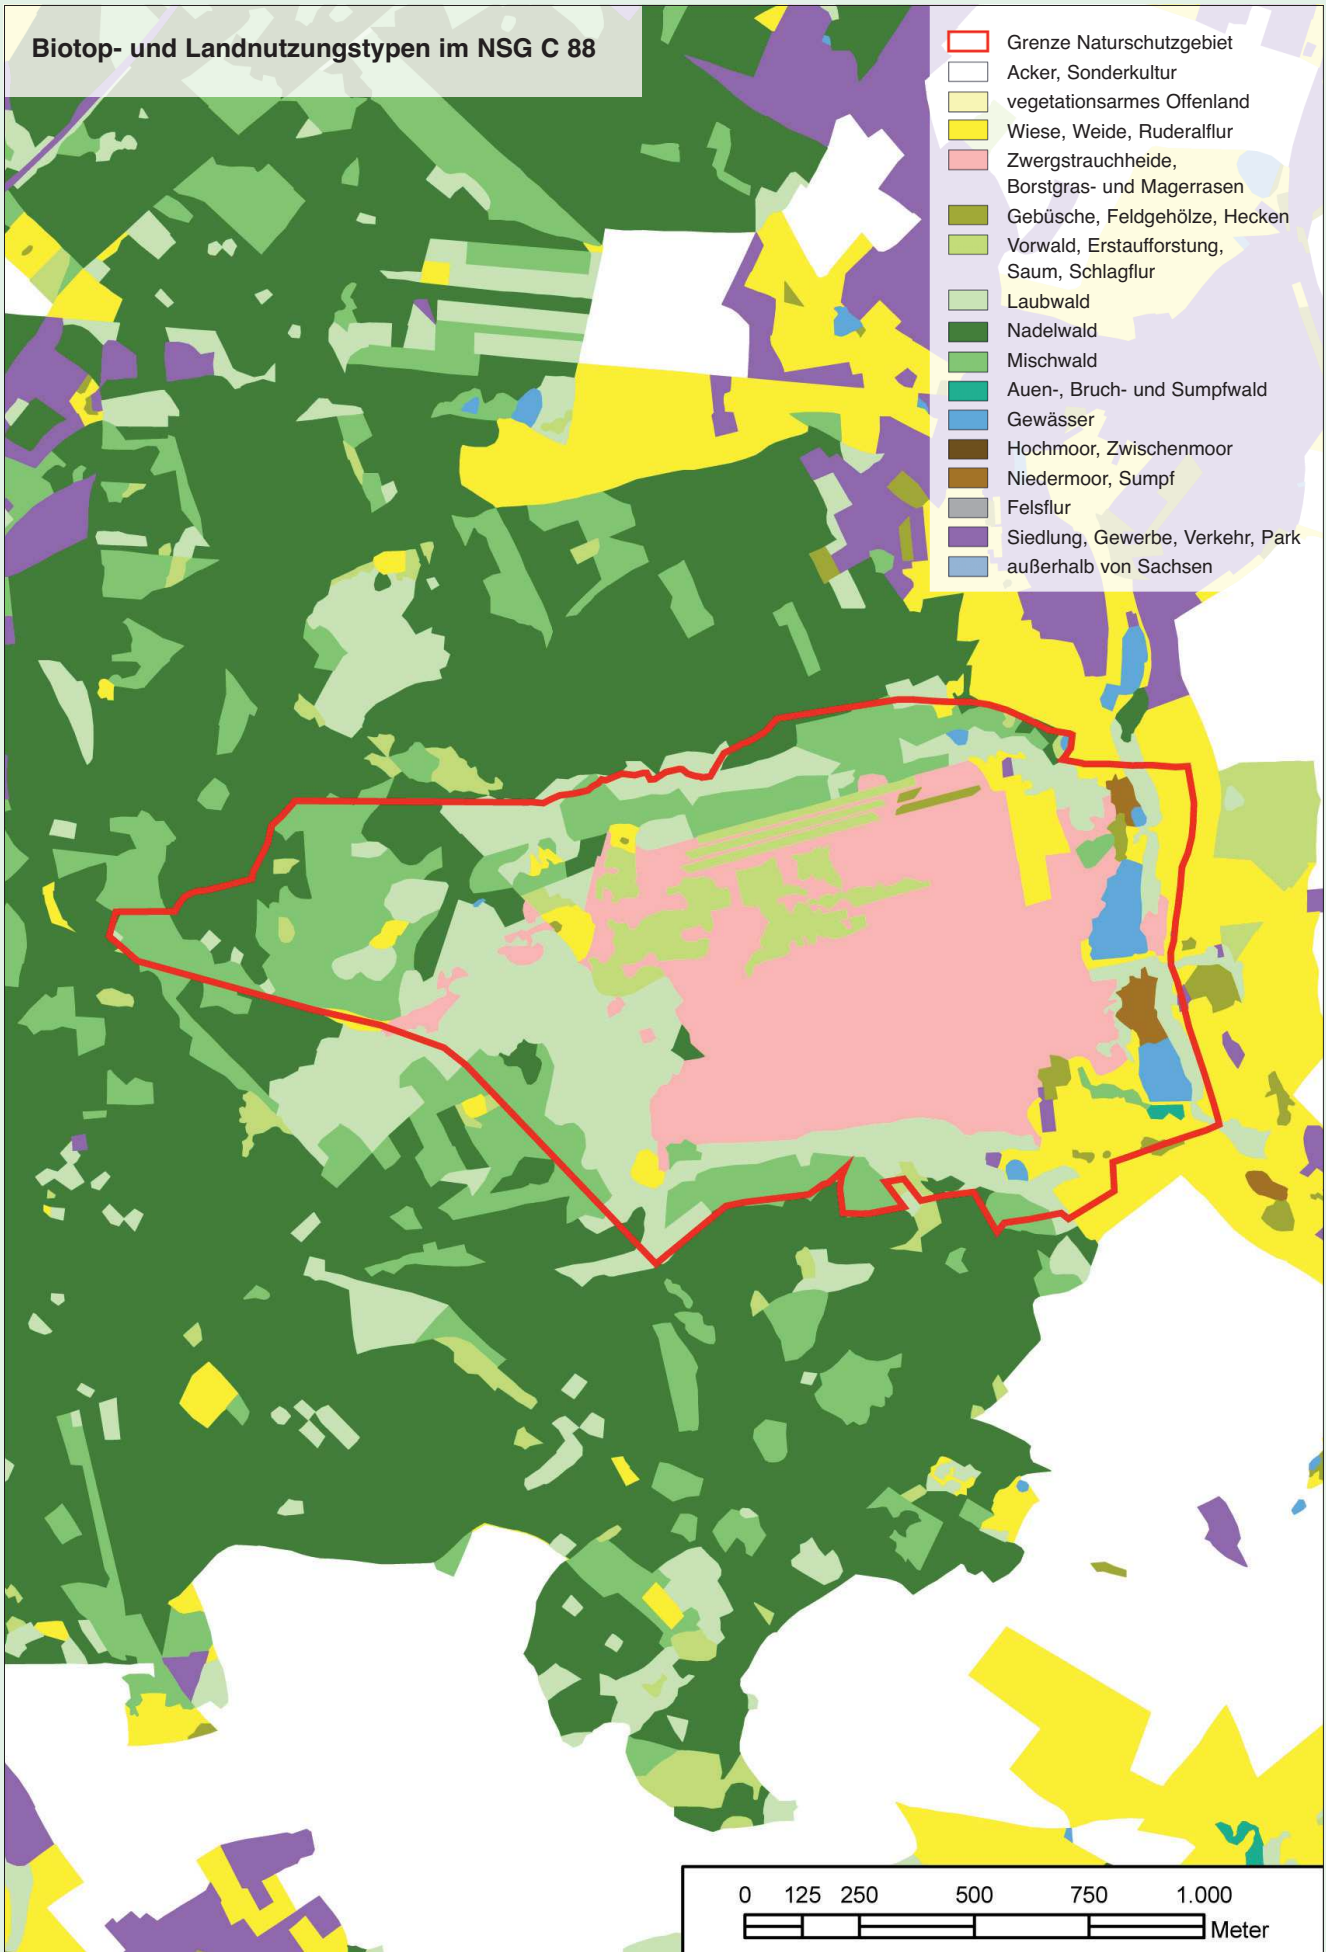 Biotop- und Landnutzungstypen im NSG C 88
Grenze Naturschutzgebiet
Acker, Sonderkultur
vegetationsarmes Offenland
Wiese, Weide, Ruderalflur
Zwergstrauchheide,
Borstgras- und Magerrasen
Gebüsche, Feldgehölze, Hecken
Vorwald, Erstaufforstung,
Saum, Schlagflur
Laubwald
Nadelwald
Mischwald
Auen-, Bruch- und Sumpfwald
Gewässer
Hochmoor, Zwischenmoor
Niedermoor, Sumpf
Felsflur
Siedlung, Gewerbe, Verkehr, Park
außerhalb von Sachsen
0 125 250 500 750 1.000
Meter